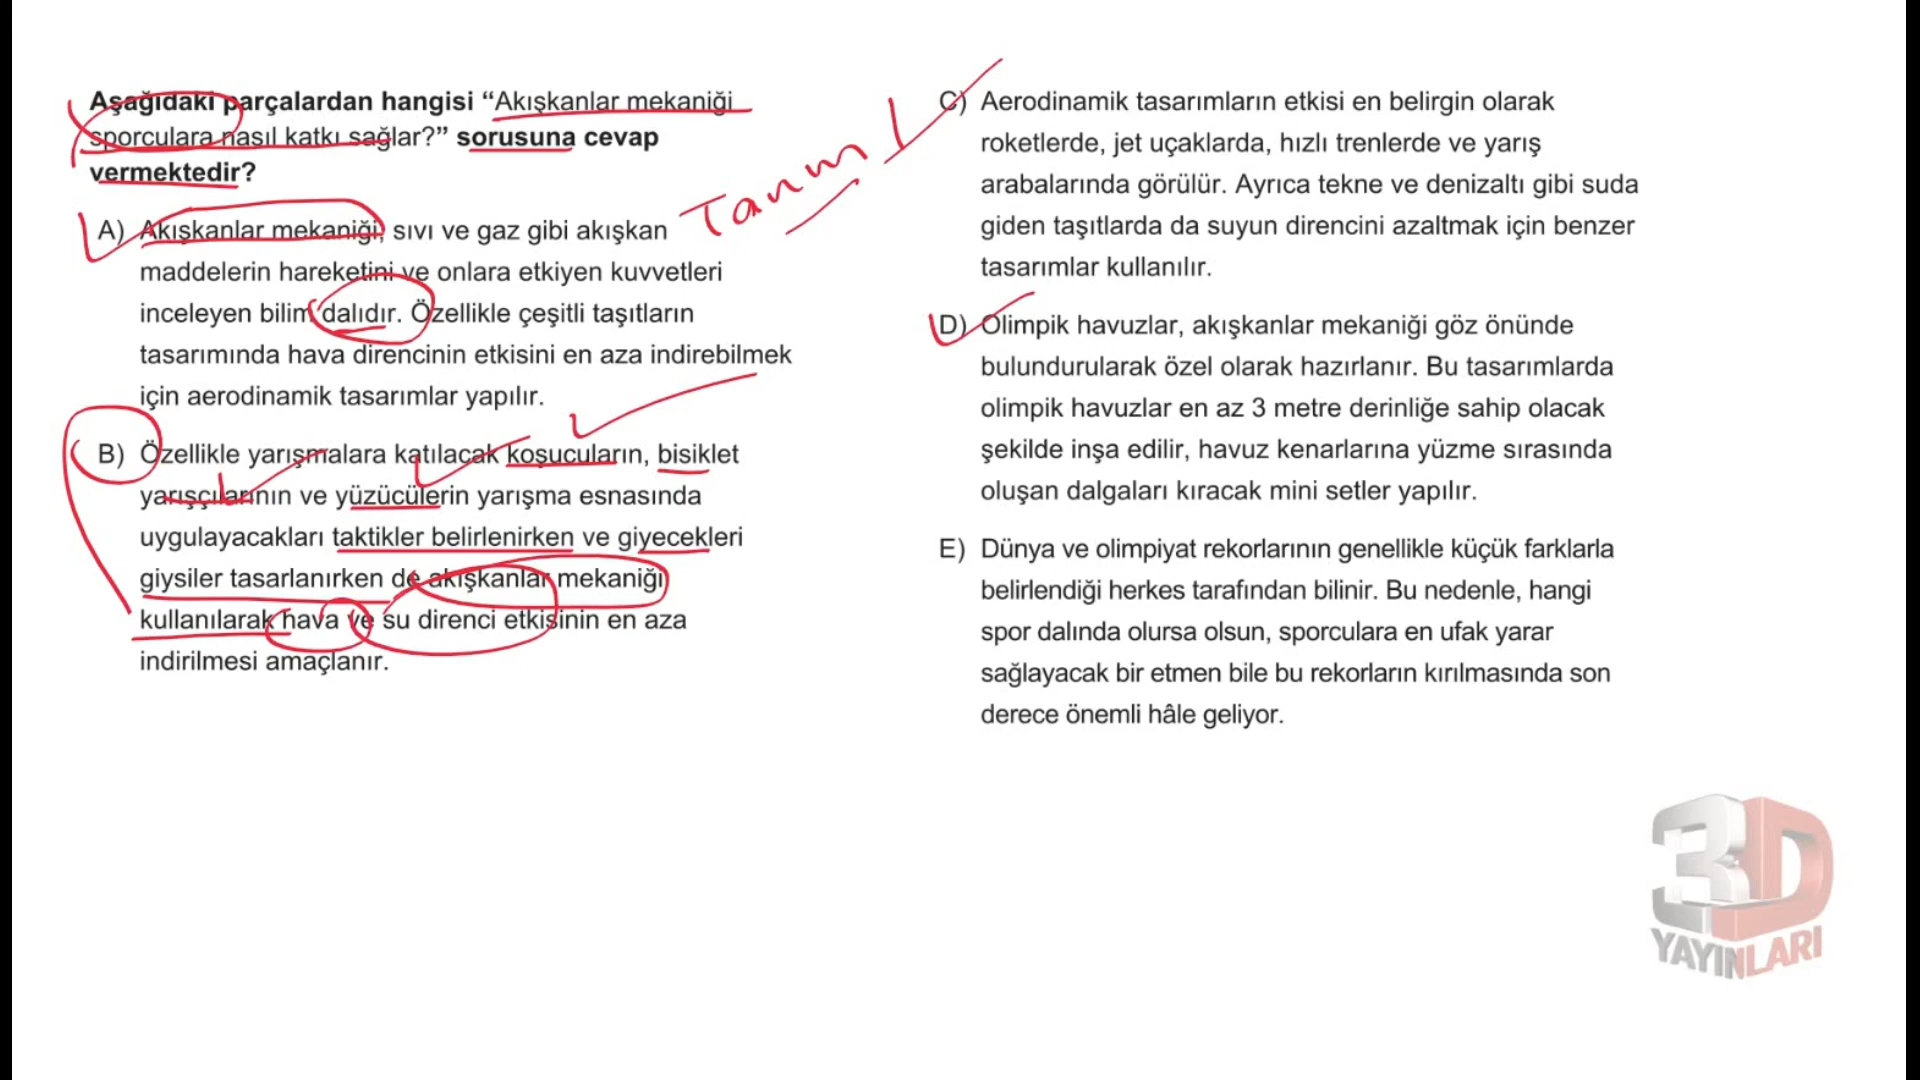 Aşağıdaki parçalardan hangisi “Akışkanlar mekaniği
sporculara nasıl katkı sağlar?” sorusuna cevap
vermektedir?
A) Akışkanlar mekaniği, sıvı ve gaz gibi akışkan
maddelerin hareketini ve onlara etkiyen kuvvetleri
inceleyen bilim dalıdır. Özellikle çeşitli taşıtların
tasarımında hava direncinin etkisini en aza indirebilmek
için aerodinamik tasarımlar yapılır.
Tanım
B) Özellikle yarışmalara katılacak koşucuların, bisiklet
yarışçılarının ve yüzücülerin yarışma esnasında
uygulayacakları taktikler belirlenirken ve giyecekleri
giysiler tasarlanırken de akışkanlar mekaniği
kullanılarak hava ve su direnci etkisinin en aza
indirilmesi amaçlanır.
C) Aerodinamik tasarımların etkisi en belirgin olarak
roketlerde, jet uçaklarda, hızlı trenlerde ve yarış
arabalarında görülür. Ayrıca tekne ve denizaltı gibi suda
giden taşıtlarda da suyun direncini azaltmak için benzer
tasarımlar kullanılır.
D) Olimpik havuzlar, akışkanlar mekaniği göz önünde
bulundurularak özel olarak hazırlanır. Bu tasarımlarda
olimpik havuzlar en az 3 metre derinliğe sahip olacak
şekilde inşa edilir, havuz kenarlarına yüzme sırasında
oluşan dalgaları kıracak mini setler yapılır.
E) Dünya ve olimpiyat rekorlarının genellikle küçük farklarla
belirlendiği herkes tarafından bilinir. Bu nedenle, hangi
spor dalında olursa olsun, sporculara en ufak yarar
sağlayacak bir etmen bile bu rekorların kırılmasında son
derece önemli hâle geliyor.
3D
YAYINLARI